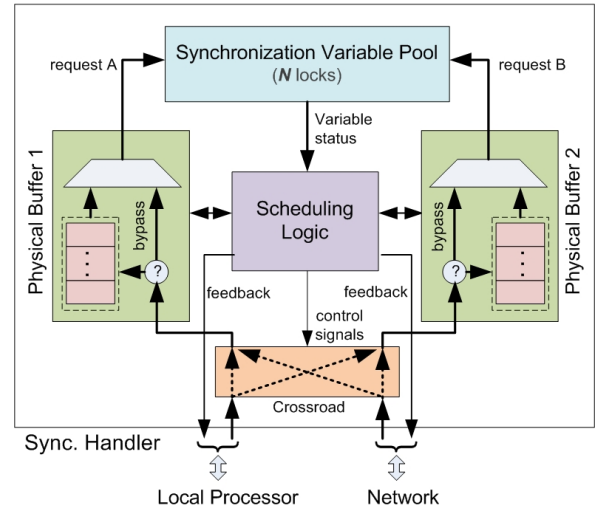 Synchronization Variable Pool
(N locks)
request A
request B
Variable
status
Physical Buffer 1
bypass
?
Scheduling
Logic
Physical Buffer 2
bypass
?
feedback
feedback
control
signals
Crossroad
Sync. Handler
Local Processor
Network